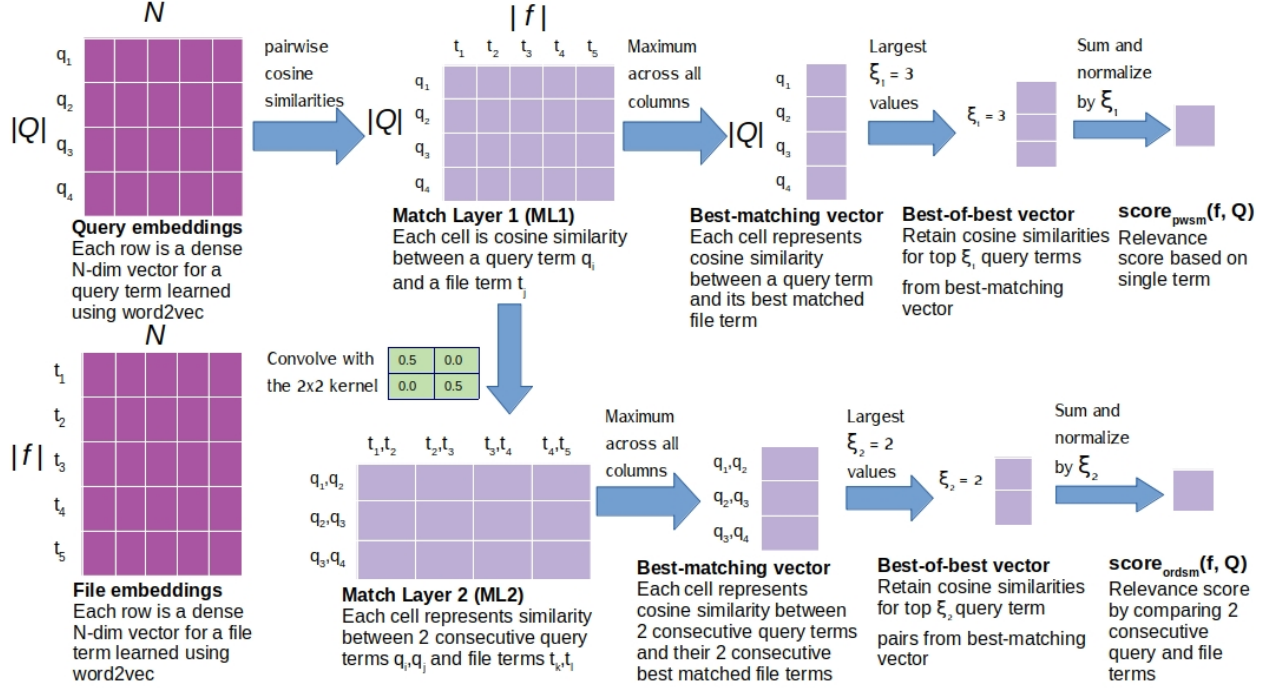 N
q1
q2
q3
q4
|Q|
Query embeddings
Each row is a dense
N-dim vector for a
query term learned
using word2vec
pairwise
cosine
similarities
|f|
t1 t2 t3 t4 t5
q1
q2
q3
q4
|Q|
Match Layer 1 (ML1)
Each cell is cosine similarity
between a query term qi
and a file term tj
Maximum
across all
columns
q1
q2
q3
q4
|Q|
Best-matching vector
Each cell represents
cosine similarity
between a query term
and its best matched
file term
Largest
ξ1 = 3
values
ξ1 = 3
Best-of-best vector
Retain cosine similarities
for top ξ1 query terms
from best-matching
vector
Sum and
normalize
by ξ1
scorepwsm(f, Q)
Relevance
score based on
single term
N
t1
t2
t3
t4
t5
|f|
File embeddings
Each row is a dense
N-dim vector for a file
term learned using
word2vec
Convolve with
the 2x2 kernel
0.5 0.0
0.0 0.5
t1,t2 t2,t3 t3,t4 t4,t5
q1,q2
q2,q3
q3,q4
Match Layer 2 (ML2)
Each cell represents similarity
between 2 consecutive query
terms qi,qj and file terms tk,tl
Maximum
across all
columns
q1,q2
q2,q3
q3,q4
Best-matching vector
Each cell represents
cosine similarity between
2 consecutive query terms
and their 2 consecutive
best matched file terms
Largest
ξ2 = 2
values
ξ2 = 2
Best-of-best vector
Retain cosine similarities
for top ξ2 query term
pairs from best-matching
vector
Sum and
normalize
by ξ2
scoreordsm(f, Q)
Relevance score
by comparing 2
consecutive
query and file
terms